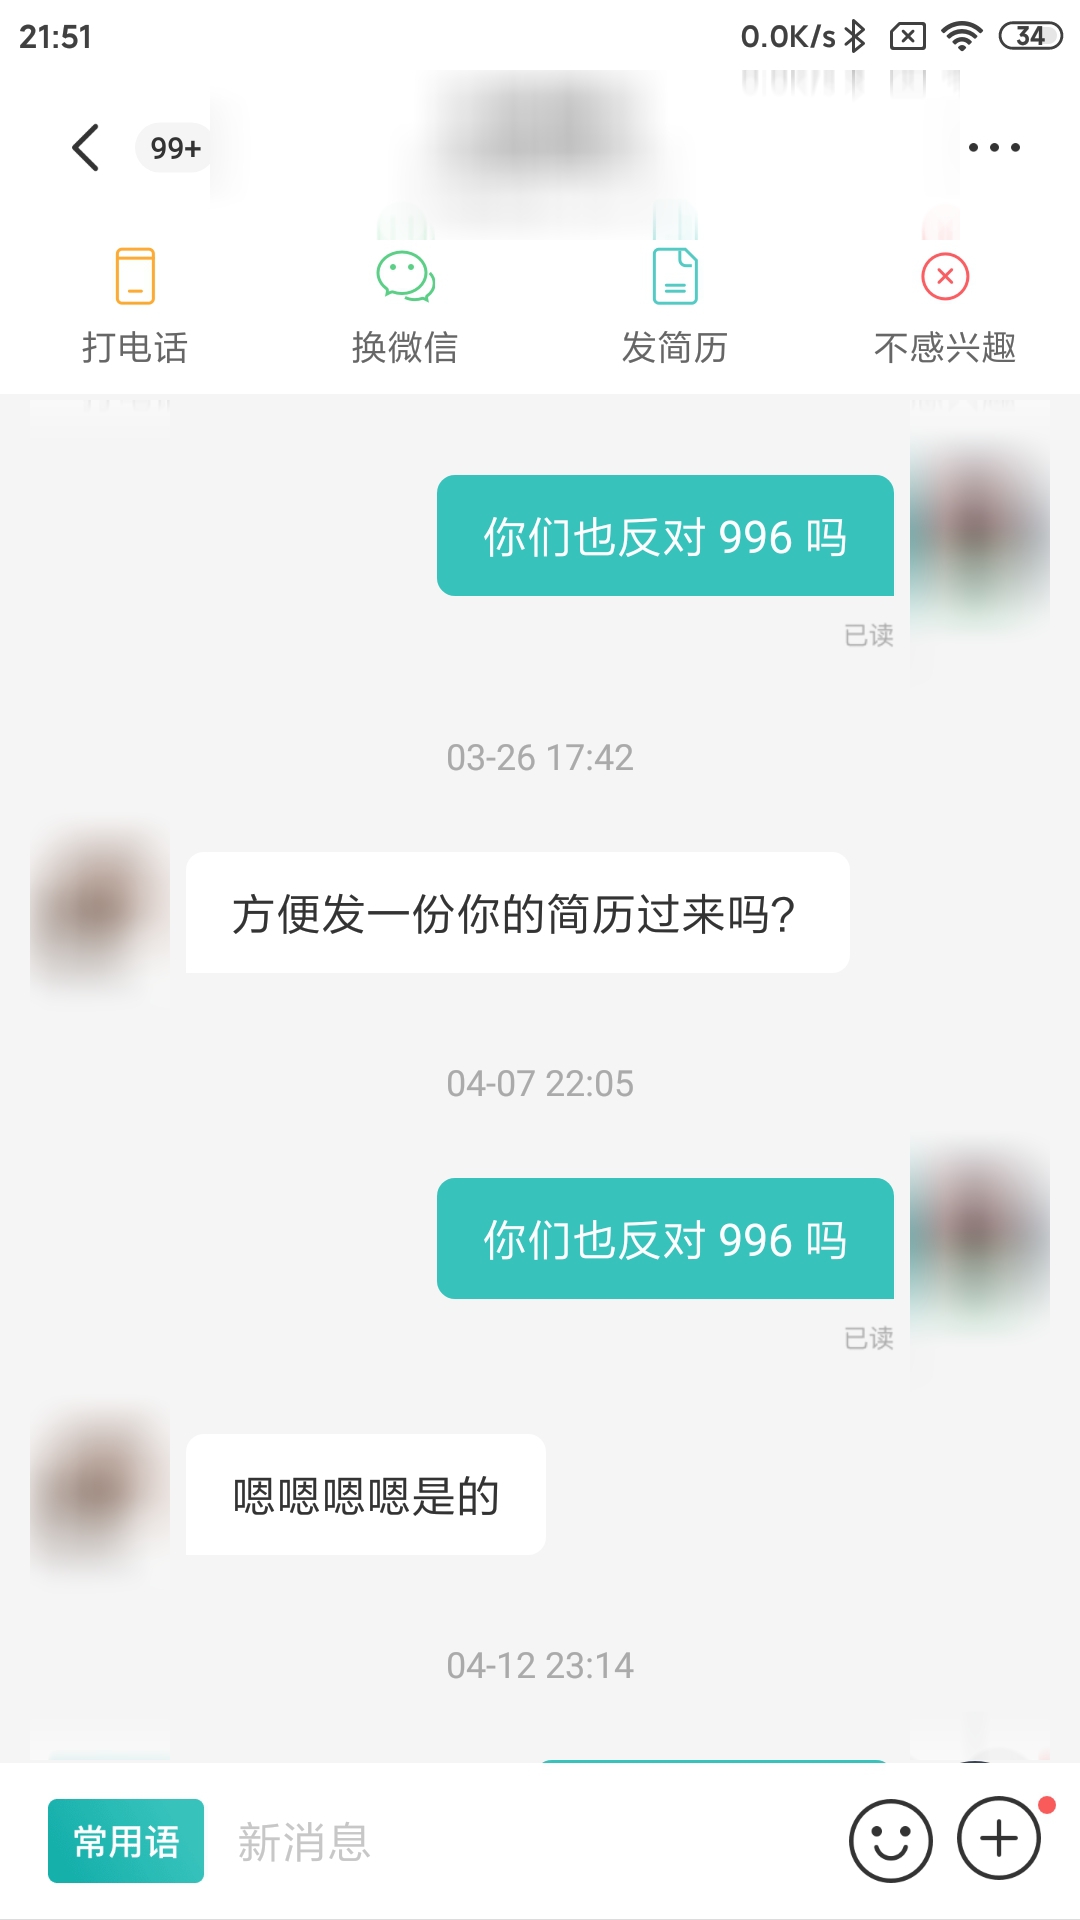 21:51
0.0K/s
34
99+
打电话
换微信
发简历
不感兴趣
你们也反对 996 吗
已读
03-26 17:42
方便发一份你的简历过来吗?
04-07 22:05
你们也反对 996 吗
已读
嗯嗯嗯嗯是的
04-12 23:14
常用语
新消息